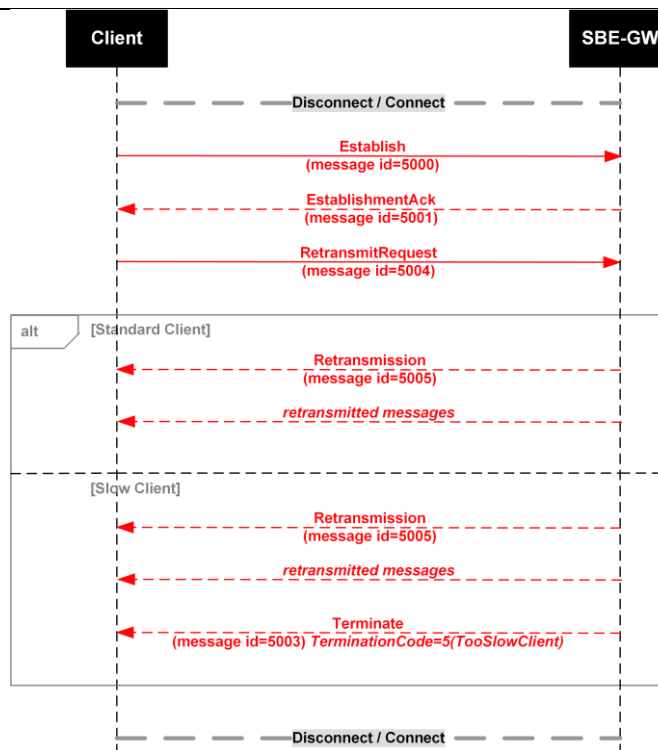 Client
SBE-GW
Disconnect / Connect
Establish
(message id=5000)
EstablishmentAck
(message id=5001)
RetransmitRequest
(message id=5004)
alt
[Standard Client]
Retransmission
(message id=5005)
retransmitted messages
[Slow Client]
Retransmission
(message id=5005)
retransmitted messages
Terminate
(message id=5003) TerminationCode=5(TooSlowClient)
Disconnect / Connect